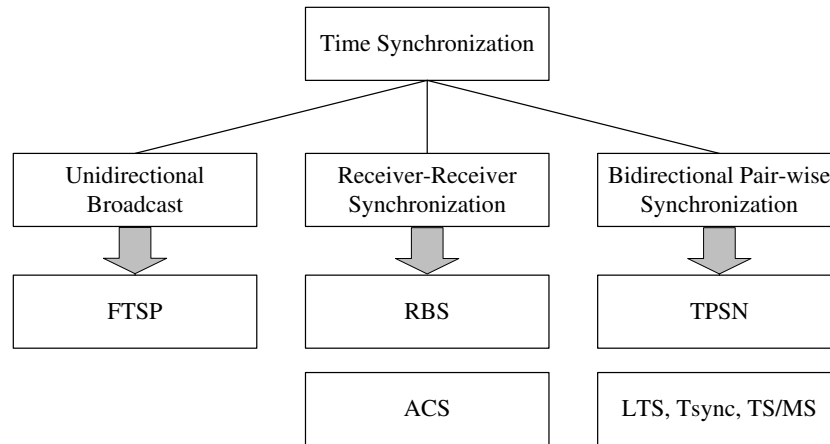 Time Synchronization
Unidirectional
Broadcast
Receiver-Receiver
Synchronization
Bidirectional Pair-wise
Synchronization
FTSP
RBS
TPSN
ACS
LTS, Tsync, TS/MS